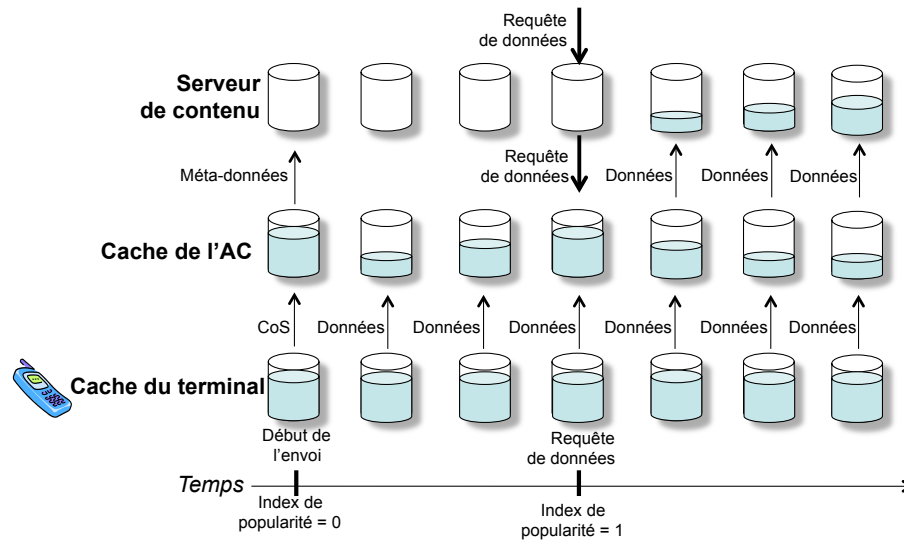 Requête
de données
Serveur
de contenu
Requête
de données
Méta-données
Données
Données
Données
Cache de l’AC
CoS
Données
Données
Données
Données
Données
Données
Cache du terminal
Début de
l’envoi
Requête
de données
Temps
Index de
popularité = 0
Index de
popularité = 1